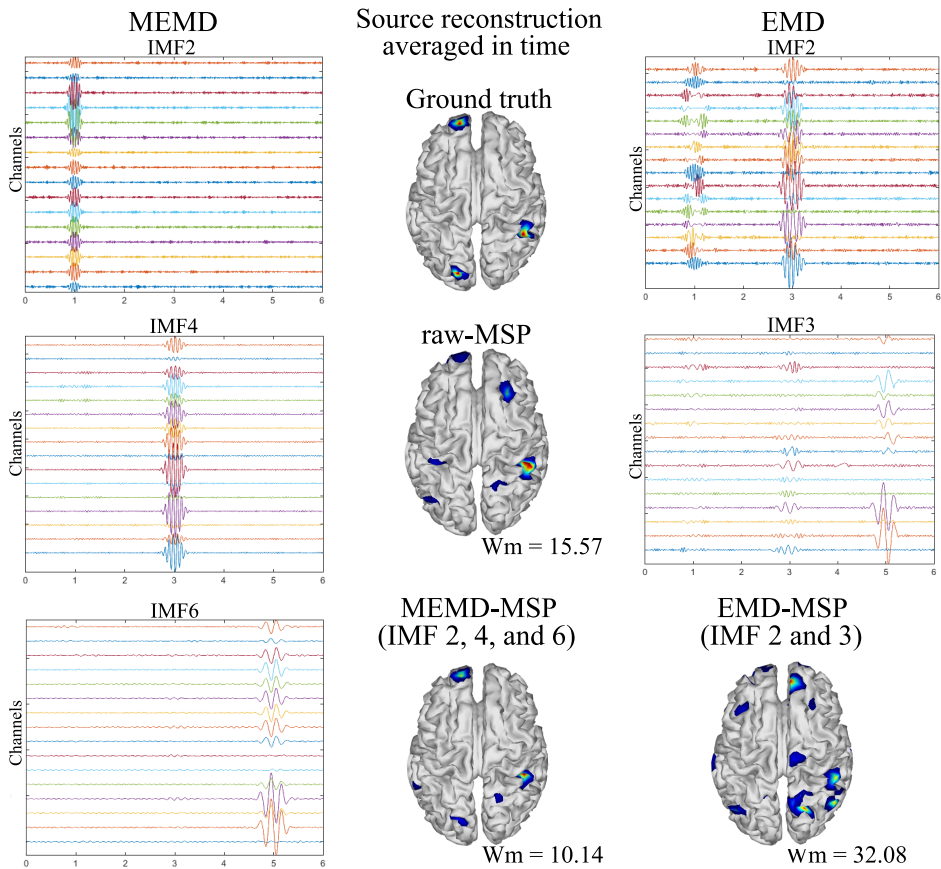 MEMD
IMF2
Channels
0 1 2 3 4 5 6
IMF4
Channels
0 1 2 3 4 5 6
IMF6
Channels
0 1 2 3 4 5 6
Source reconstruction
averaged in time
Ground truth
raw-MSP
Wm = 15.57
MEMD-MSP
(IMF 2, 4, and 6)
Wm = 10.14
EMD
IMF2
Channels
0 1 2 3 4 5 6
IMF3
Channels
0 1 2 3 4 5 6
EMD-MSP
(IMF 2 and 3)
Wm = 32.08